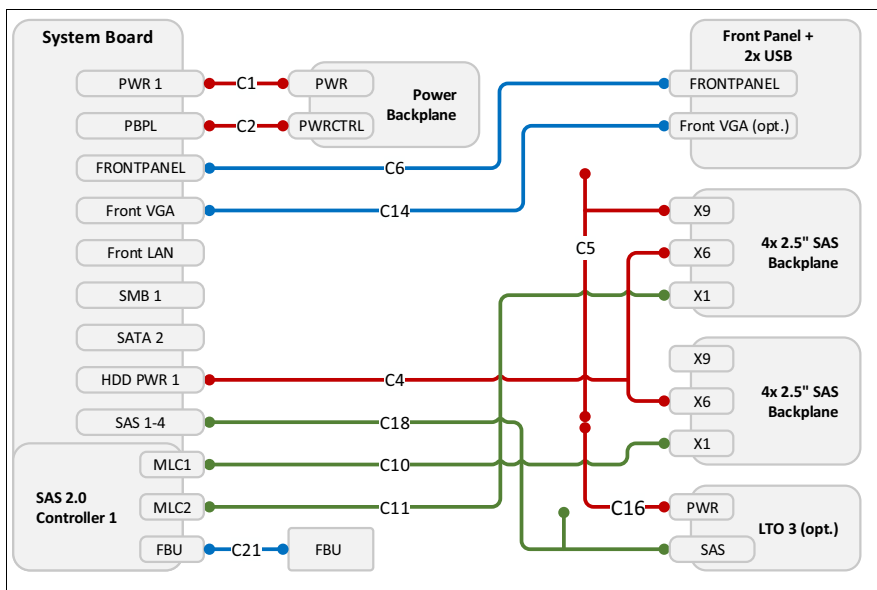 System Board
PWR 1
PBPL
FRONTPANEL
Front VGA
Front LAN
SMB 1
SATA 2
HDD PWR 1
SAS 1-4
SAS 2.0
Controller 1
MLC1
MLC2
FBU
C1
C2
C6
C14
C5
C4
C18
C10
C11
C16
C21
PWR
PWRCTRL
Power
Backplane
FBU
Front Panel +
2x USB
FRONTPANEL
Front VGA (opt.)
X9
X6
X1
4x 2.5" SAS
Backplane
X9
X6
X1
4x 2.5" SAS
Backplane
PWR
SAS
LTO 3 (opt.)